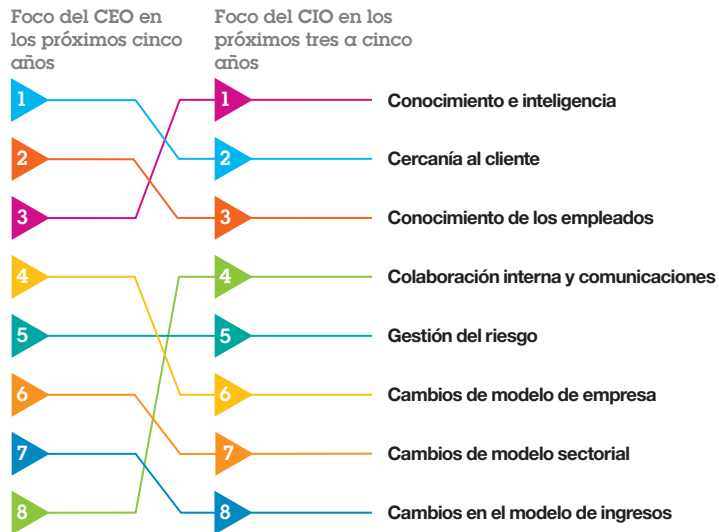 Foco del CEO en
los próximos cinco
años
Foco del CIO en los
próximos tres a cinco
años
1
1
Conocimiento e inteligencia
2
2
Cercanía al cliente
3
3
Conocimiento de los empleados
4
4
Colaboración interna y comunicaciones
5
5
Gestión del riesgo
6
6
Cambios de modelo de empresa
7
7
Cambios de modelo sectorial
8
8
Cambios en el modelo de ingresos